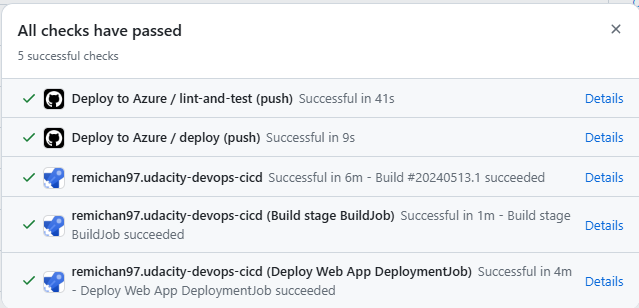 All checks have passed
5 successful checks
Deploy to Azure / lint-and-test (push) Successful in 41s Details
Deploy to Azure / deploy (push) Successful in 9s Details
remichan97.udacity-devops-cicd Successful in 6m - Build #20240513.1 succeeded Details
remichan97.udacity-devops-cicd (Build stage BuildJob) Successful in 1m - Build stage Details
BuildJob succeeded
remichan97.udacity-devops-cicd (Deploy Web App DeploymentJob) Successful in 4m Details
- Deploy Web App DeploymentJob succeeded